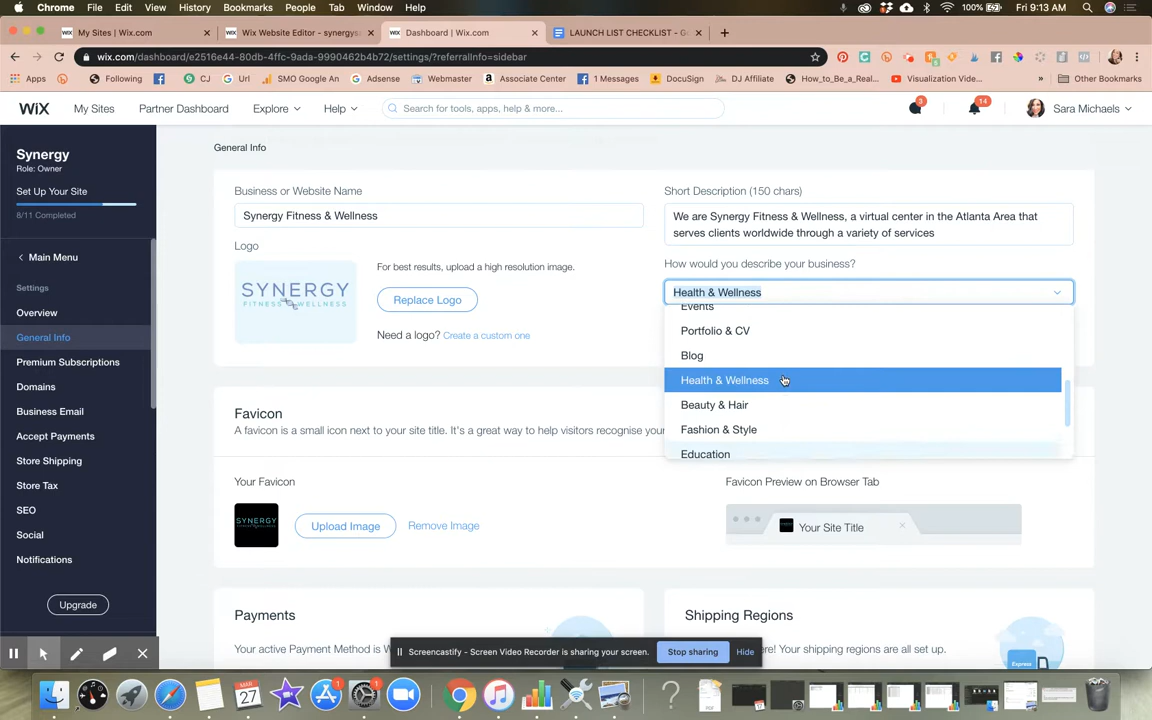 Chrome File Edit View History Bookmarks People Tab Window Help 100% Fri 9:13 AM
My Sites | Wix.com
Wix Website Editor - synergys
Dashboard | Wix.com
LAUNCH LIST CHECKLIST - G
wix.com/dashboard/e2516e44-80db-4ffc-9ada-9990462b4b72/settings/?referralInfo=sidebar
Apps Following CJ Url SMO Google An Adsense Webmaster Associate Center 1 Messages DocuSign DJ Affiliate How_to_Be_a_Real... Visualization Vide... » Other Bookmarks
WiX My Sites Partner Dashboard Explore Help Search for tools, apps, help & more... 3 14 Sara Michaels
Synergy
Role: Owner
Set Up Your Site
8/11 Completed
Main Menu
Settings
Overview
General Info
Premium Subscriptions
Domains
Business Email
Accept Payments
Store Shipping
Store Tax
SEO
Social
Notifications
Upgrade
General Info
Business or Website Name
Synergy Fitness & Wellness
Logo
SYNERGY
FITNESS & WELLNESS
For best results, upload a high resolution image.
Replace Logo
Need a logo? Create a custom one
Short Description (150 chars)
We are Synergy Fitness & Wellness, a virtual center in the Atlanta Area that
serves clients worldwide through a variety of services
How would you describe your business?
Health & Wellness
Events
Portfolio & CV
Blog
Health & Wellness
Beauty & Hair
Fashion & Style
Education
Favicon
A favicon is a small icon next to your site title. It's a great way to help visitors recognise your
Your Favicon
SYNERGY
Upload Image
Remove Image
Favicon Preview on Browser Tab
Your Site Title
Payments
Your active Payment Method is W
Shipping Regions
here! Your shipping regions are all set up.
Express
Screencastify - Screen Video Recorder is sharing your screen. Stop sharing Hide
MAR
27
1
1